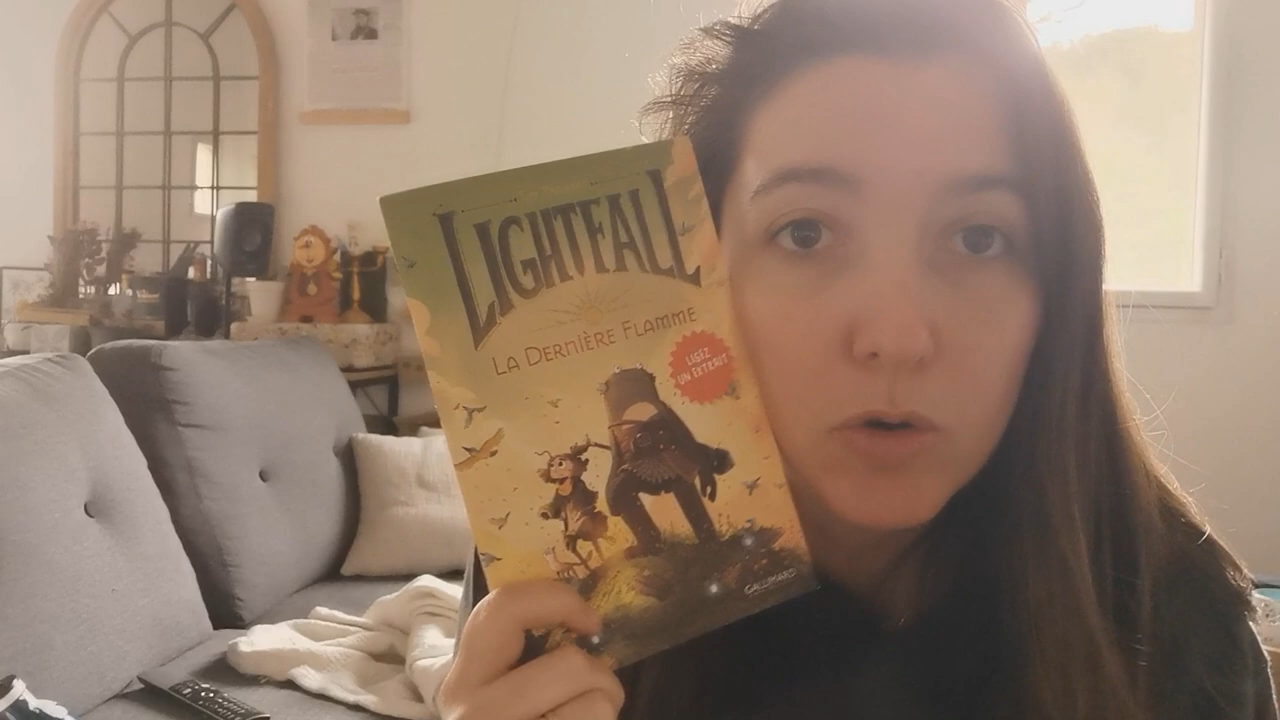 LIGHTFALL
LA DERNIÈRE FLAMME
LISEZ
UN EXTRAIT
GALLIMARD